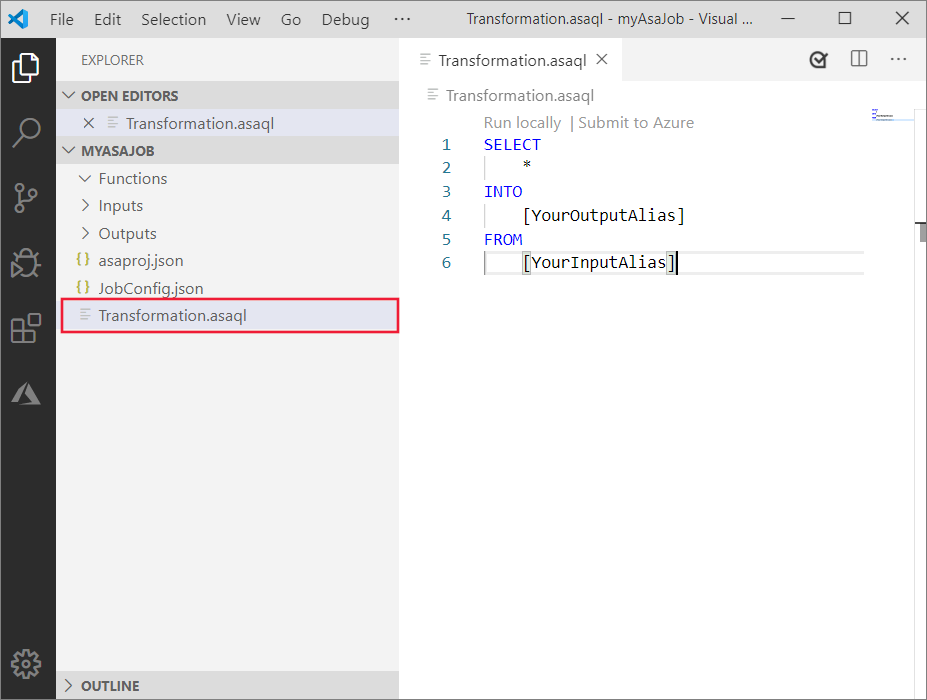 File Edit Selection View Go Debug ··· Transformation.asaql - myAsaJob - Visual ...
EXPLORER
OPEN EDITORS
Transformation.asaql
MYASAJOB
Functions
Inputs
Outputs
{} asaproj.json
{} JobConfig.json
Transformation.asaql
OUTLINE
Transformation.asaql
Transformation.asaql
Run locally | Submit to Azure
1 SELECT
2 *
3 INTO
4 [YourOutputAlias]
5 FROM
6 [YourInputAlias]